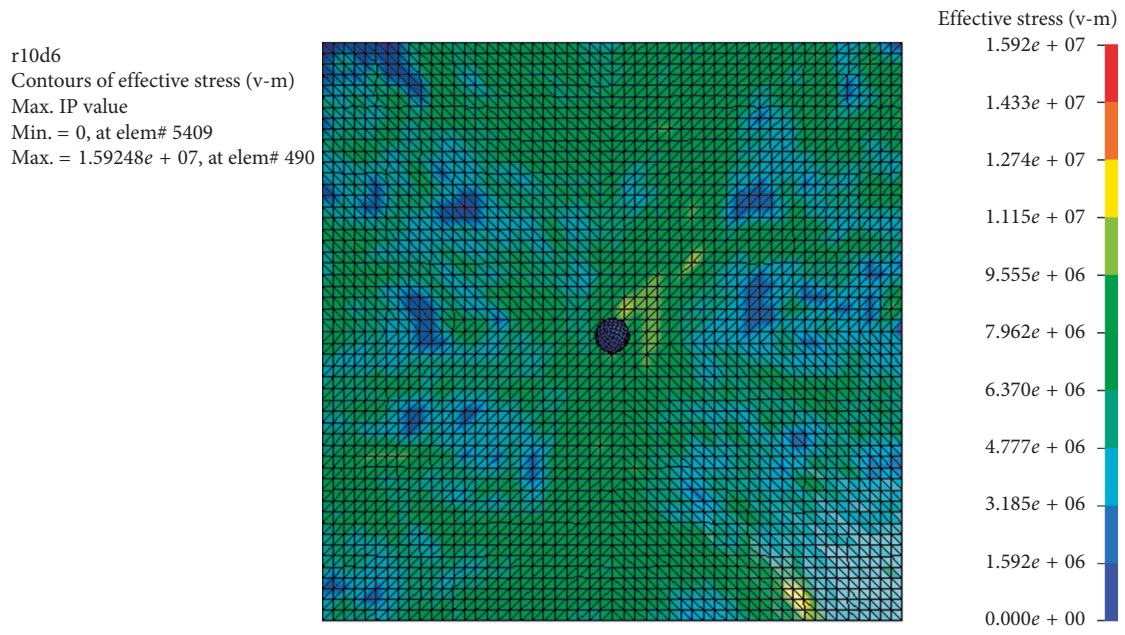 r10d6
Contours of effective stress (v-m)
Max. IP value
Min. = 0, at elem# 5409
Max. = 1.59248e + 07, at elem# 490
Effective stress (v-m)
1.592e + 07
1.433e + 07
1.274e + 07
1.115e + 07
9.555e + 06
7.962e + 06
6.370e + 06
4.777e + 06
3.185e + 06
1.592e + 06
0.000e + 00